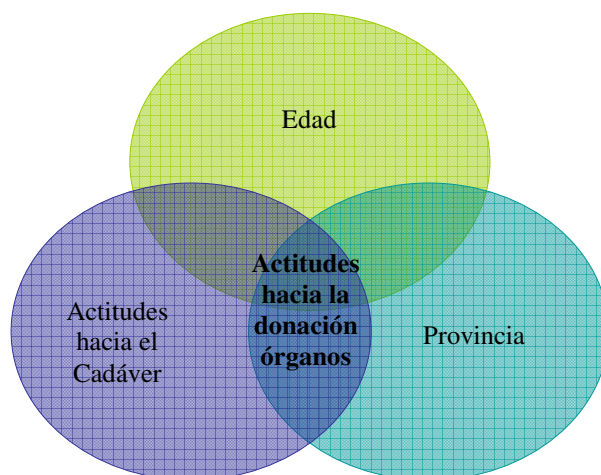 Edad
Actitudes
hacia la
donación
órganos
Actitudes
hacia el
Cadáver
Provincia